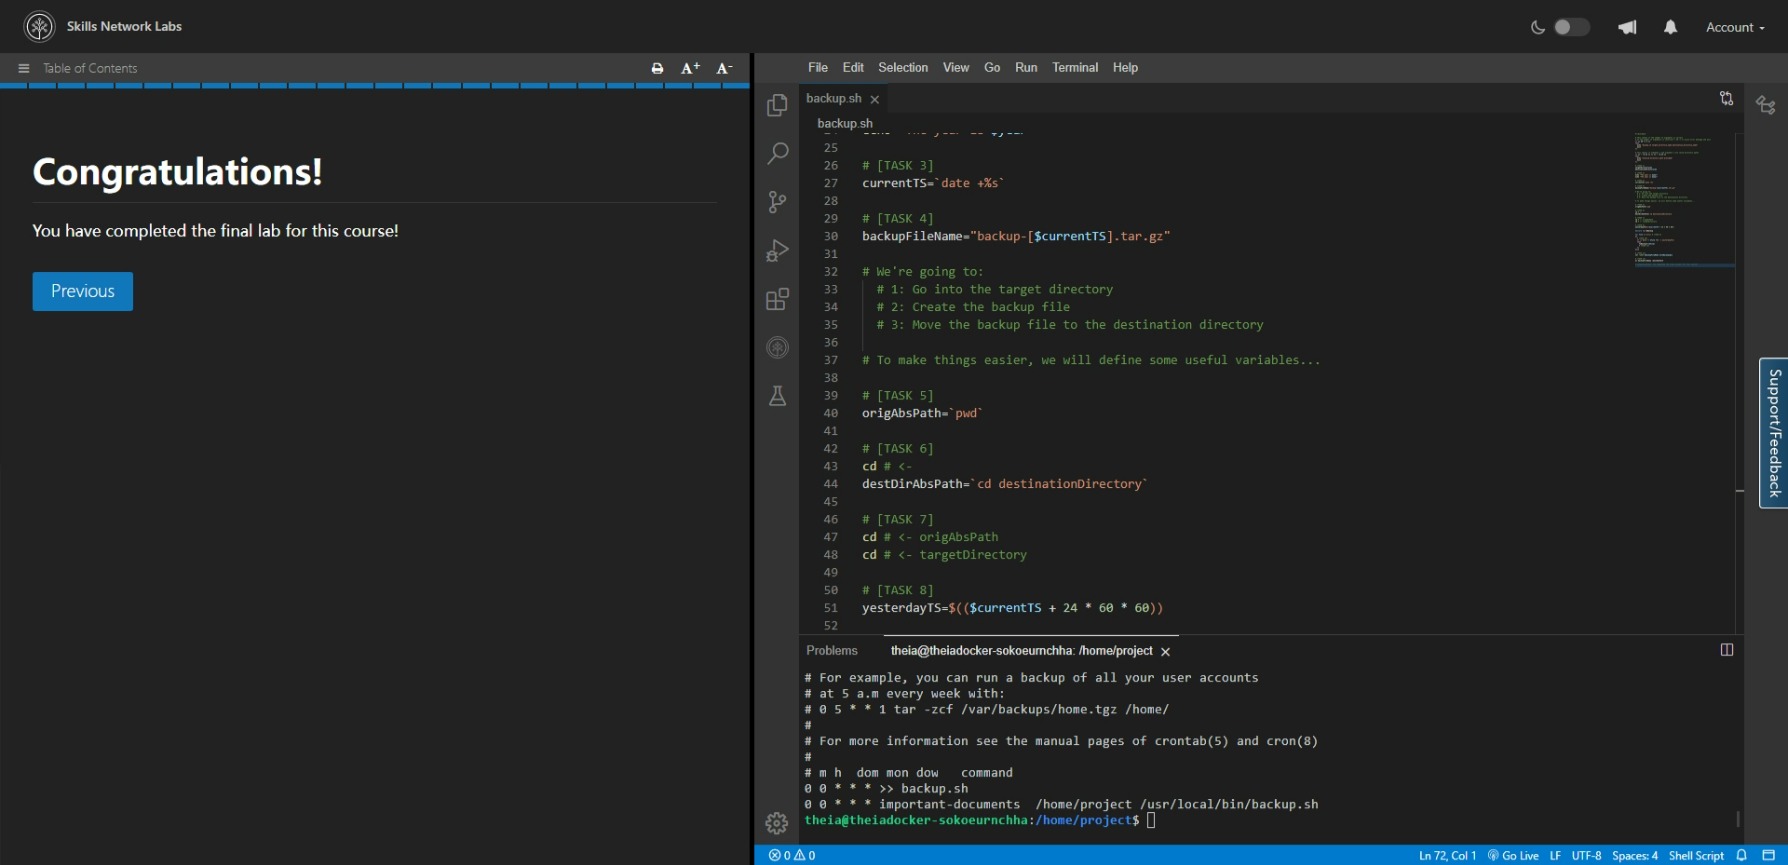 Skills Network Labs
Account
Table of Contents
A+ A-
Congratulations!
You have completed the final lab for this course!
Previous
File Edit Selection View Go Run Terminal Help
backup.sh
backup.sh
25
26 # [TASK 3]
27 currentTS=`date +%s`
28
29 # [TASK 4]
30 backupFileName="backup-[$currentTS].tar.gz"
31
32 # We're going to:
33 # 1: Go into the target directory
34 # 2: Create the backup file
35 # 3: Move the backup file to the destination directory
36
37 # To make things easier, we will define some useful variables...
38
39 # [TASK 5]
40 origAbsPath=`pwd`
41
42 # [TASK 6]
43 cd # <-
44 destDirAbsPath=`cd destinationDirectory`
45
46 # [TASK 7]
47 cd # <- origAbsPath
48 cd # <- targetDirectory
49
50 # [TASK 8]
51 yesterdayTS=$(($currentTS + 24 * 60 * 60))
52
Problems theia@theiadocker-sokoeurnchha: /home/project
# For example, you can run a backup of all your user accounts
# at 5 a.m every week with:
# 0 5 * * 1 tar -zcf /var/backups/home.tgz /home/
#
# For more information see the manual pages of crontab(5) and cron(8)
#
# m h dom mon dow command
0 0 * * * >> backup.sh
0 0 * * * important-documents /home/project /usr/local/bin/backup.sh
theia@theiadocker-sokoeurnchha:/home/project$
Support/Feedback
0 0
Ln 72, Col 1 Go Live LF UTF-8 Spaces: 4 Shell Script